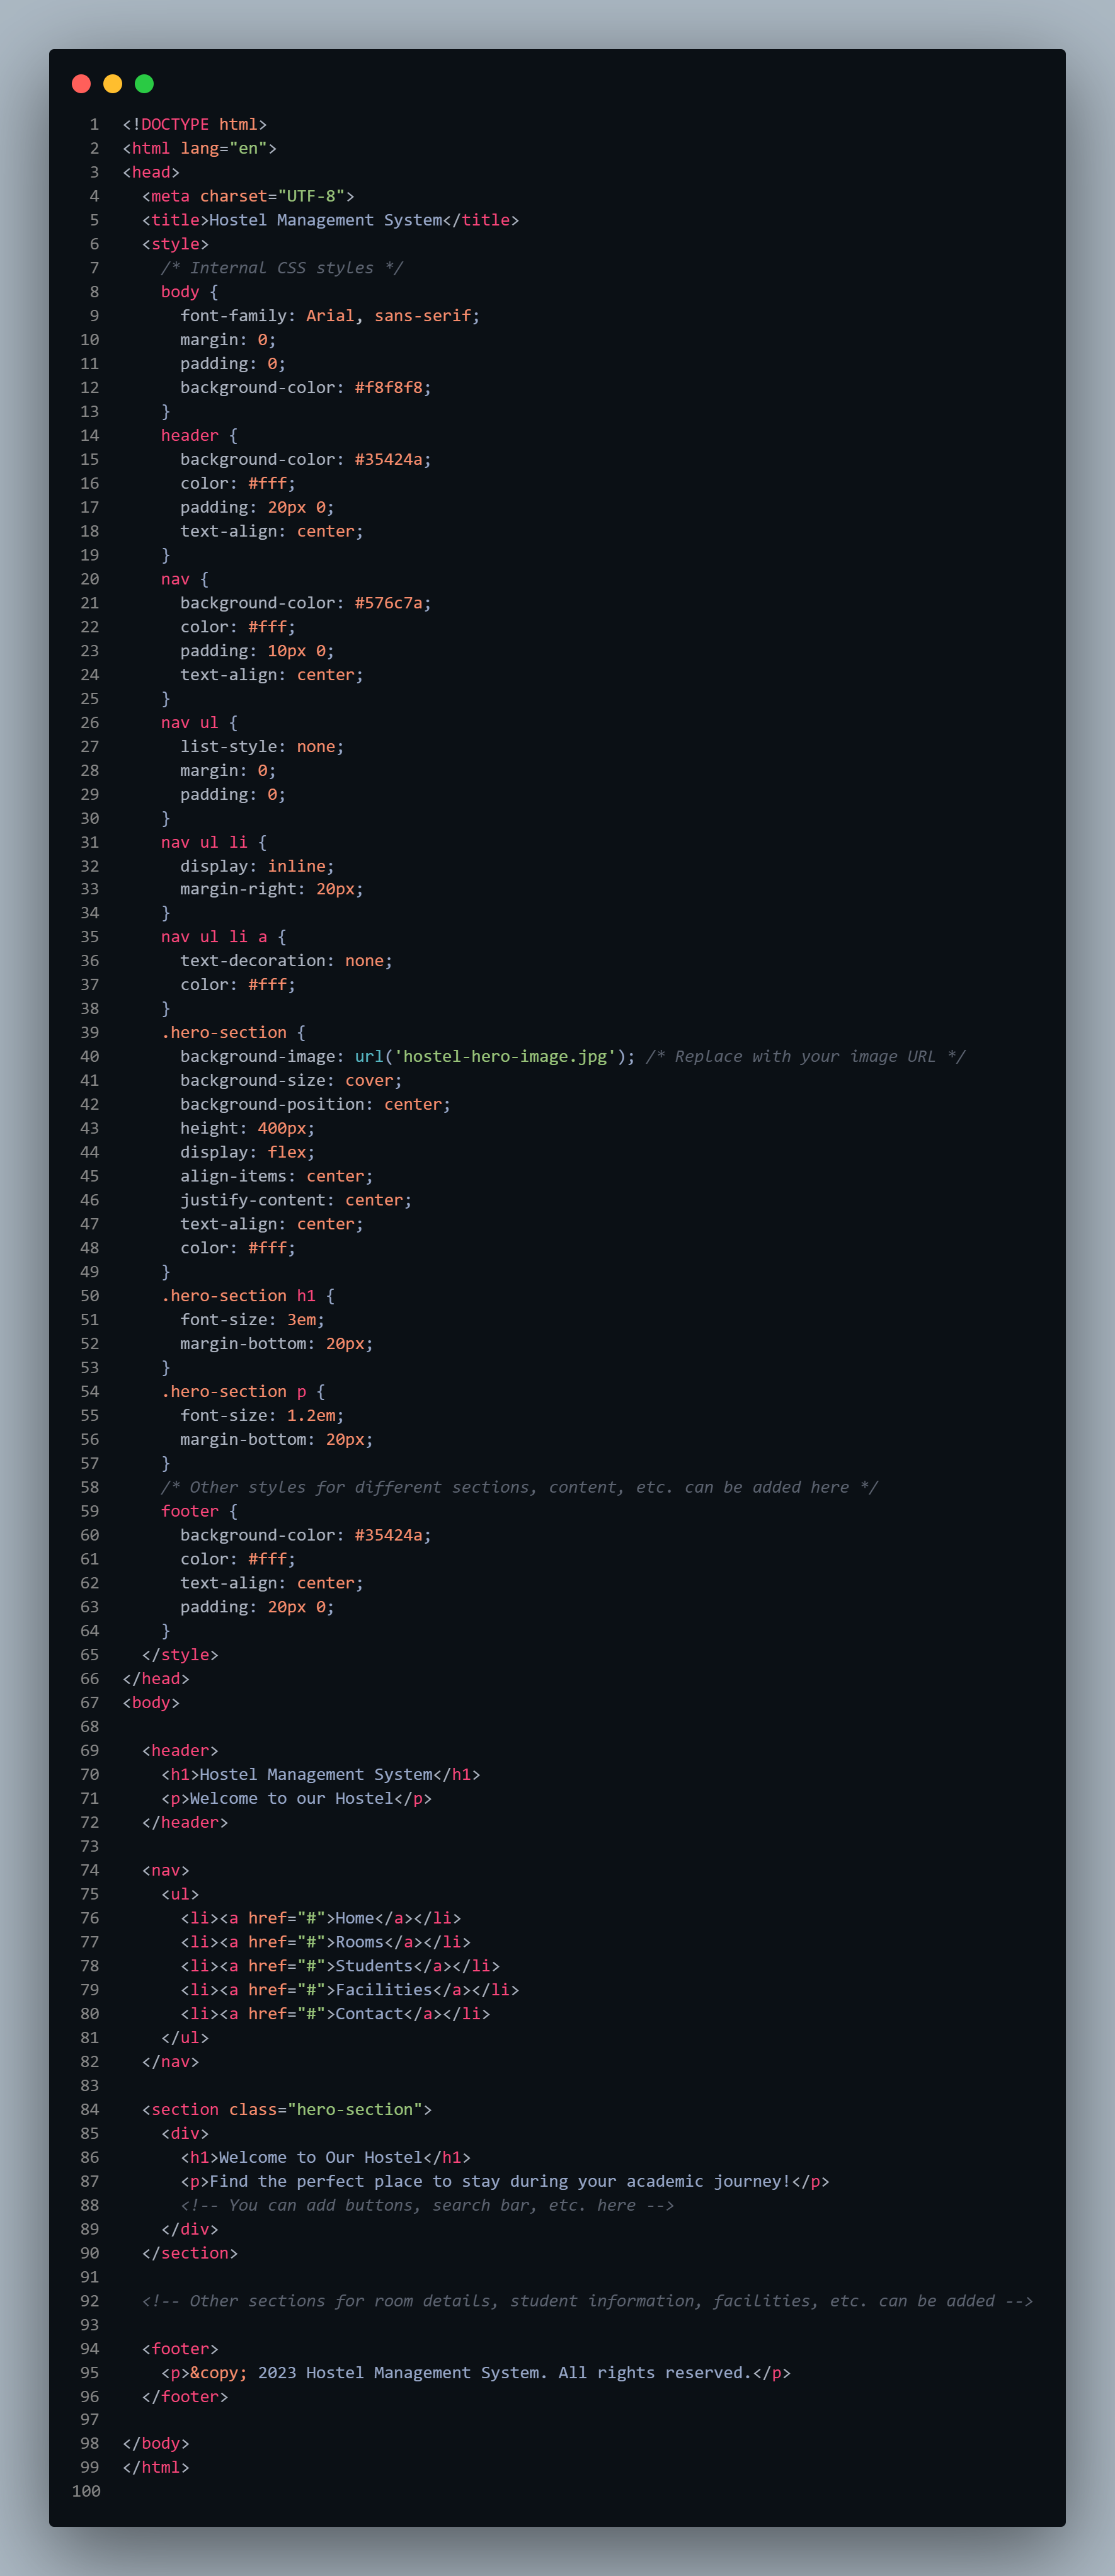 1 <!DOCTYPE html>
2 <html lang="en">
3 <head>
4   <meta charset="UTF-8">
5   <title>Hostel Management System</title>
6   <style>
7     /* Internal CSS styles */
8     body {
9       font-family: Arial, sans-serif;
10       margin: 0;
11       padding: 0;
12       background-color: #f8f8f8;
13     }
14     header {
15       background-color: #35424a;
16       color: #fff;
17       padding: 20px 0;
18       text-align: center;
19     }
20     nav {
21       background-color: #576c7a;
22       color: #fff;
23       padding: 10px 0;
24       text-align: center;
25     }
26     nav ul {
27       list-style: none;
28       margin: 0;
29       padding: 0;
30     }
31     nav ul li {
32       display: inline;
33       margin-right: 20px;
34     }
35     nav ul li a {
36       text-decoration: none;
37       color: #fff;
38     }
39     .hero-section {
40       background-image: url('hostel-hero-image.jpg'); /* Replace with your image URL */
41       background-size: cover;
42       background-position: center;
43       height: 400px;
44       display: flex;
45       align-items: center;
46       justify-content: center;
47       text-align: center;
48       color: #fff;
49     }
50     .hero-section h1 {
51       font-size: 3em;
52       margin-bottom: 20px;
53     }
54     .hero-section p {
55       font-size: 1.2em;
56       margin-bottom: 20px;
57     }
58     /* Other styles for different sections, content, etc. can be added here */
59     footer {
60       background-color: #35424a;
61       color: #fff;
62       text-align: center;
63       padding: 20px 0;
64     }
65   </style>
66 </head>
67 <body>
68
69   <header>
70     <h1>Hostel Management System</h1>
71     <p>Welcome to our Hostel</p>
72   </header>
73
74   <nav>
75     <ul>
76       <li><a href="#">Home</a></li>
77       <li><a href="#">Rooms</a></li>
78       <li><a href="#">Students</a></li>
79       <li><a href="#">Facilities</a></li>
80       <li><a href="#">Contact</a></li>
81     </ul>
82   </nav>
83
84   <section class="hero-section">
85     <div>
86       <h1>Welcome to Our Hostel</h1>
87       <p>Find the perfect place to stay during your academic journey!</p>
88       <!-- You can add buttons, search bar, etc. here -->
89     </div>
90   </section>
91
92   <!-- Other sections for room details, student information, facilities, etc. can be added -->
93
94   <footer>
95     <p>&copy; 2023 Hostel Management System. All rights reserved.</p>
96   </footer>
97
98 </body>
99 </html>
100